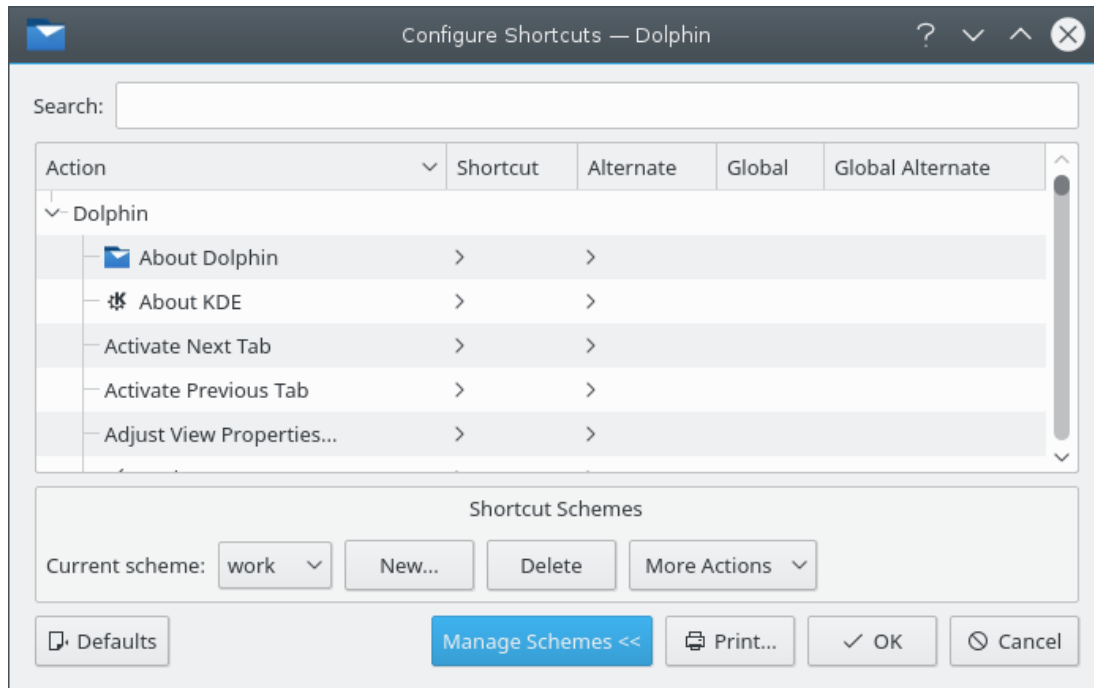 Configure Shortcuts — Dolphin
Search:
Action Shortcut Alternate Global Global Alternate
Dolphin
About Dolphin
About KDE
Activate Next Tab
Activate Previous Tab
Adjust View Properties...
Shortcut Schemes
Current scheme: work New... Delete More Actions
Defaults Manage Schemes << Print... OK Cancel